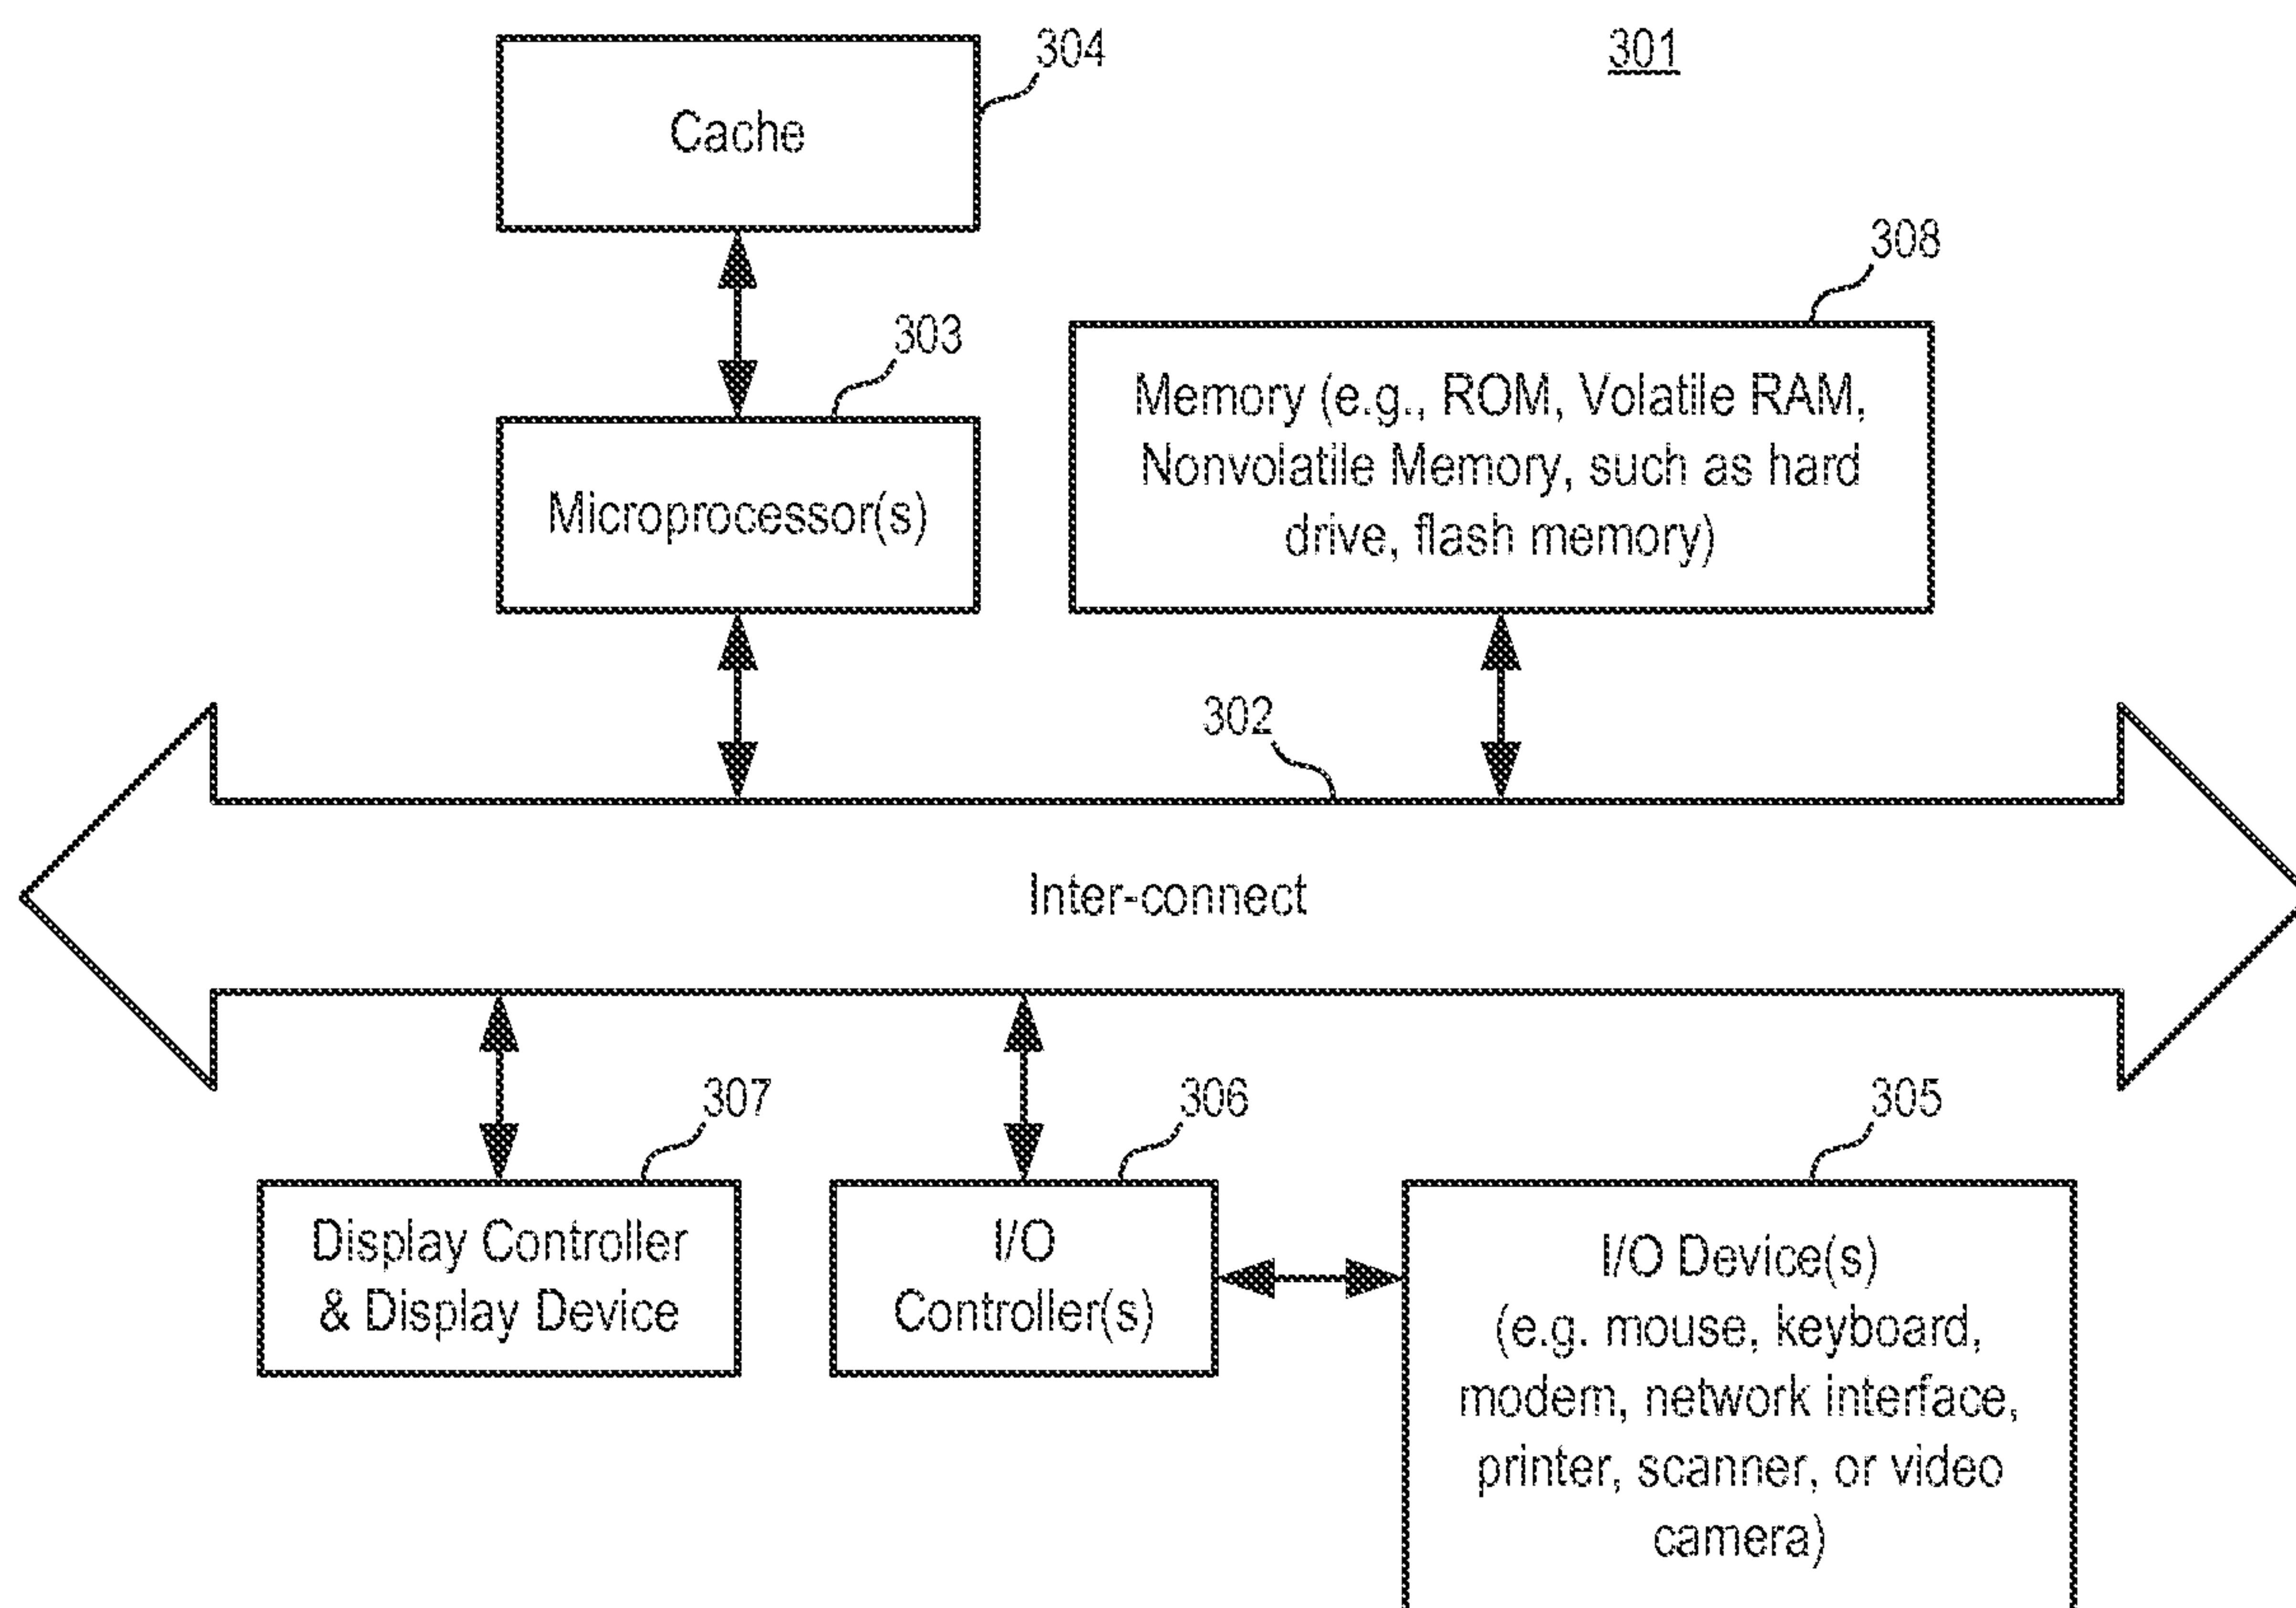 304
301
Cache
308
303
Memory (e.g., ROM, Volatile RAM,
Nonvolatile Memory, such as hard
drive, flash memory)
Microprocessor(s)
302
Inter-connect
307
306
305
Display Controller
& Display Device
I/O
Controller(s)
I/O Device(s)
(e.g. mouse, keyboard,
modem, network interface,
printer, scanner, or video
camera)